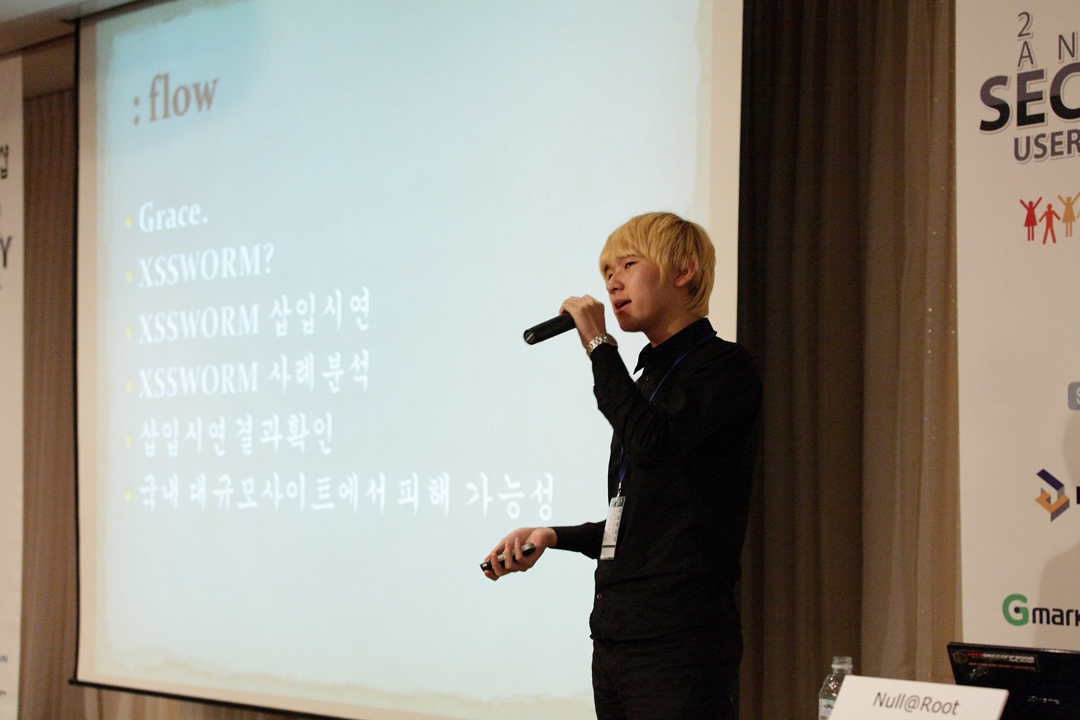 : flow
Grace.
XSSWORM?
XSSWORM 삽입시연
XSSWORM 사례 분석
삽입시연 결과확인
국내 대규모사이트에서 피해 가능성
2
A N
SEC
USER
Gmark
Null@Root